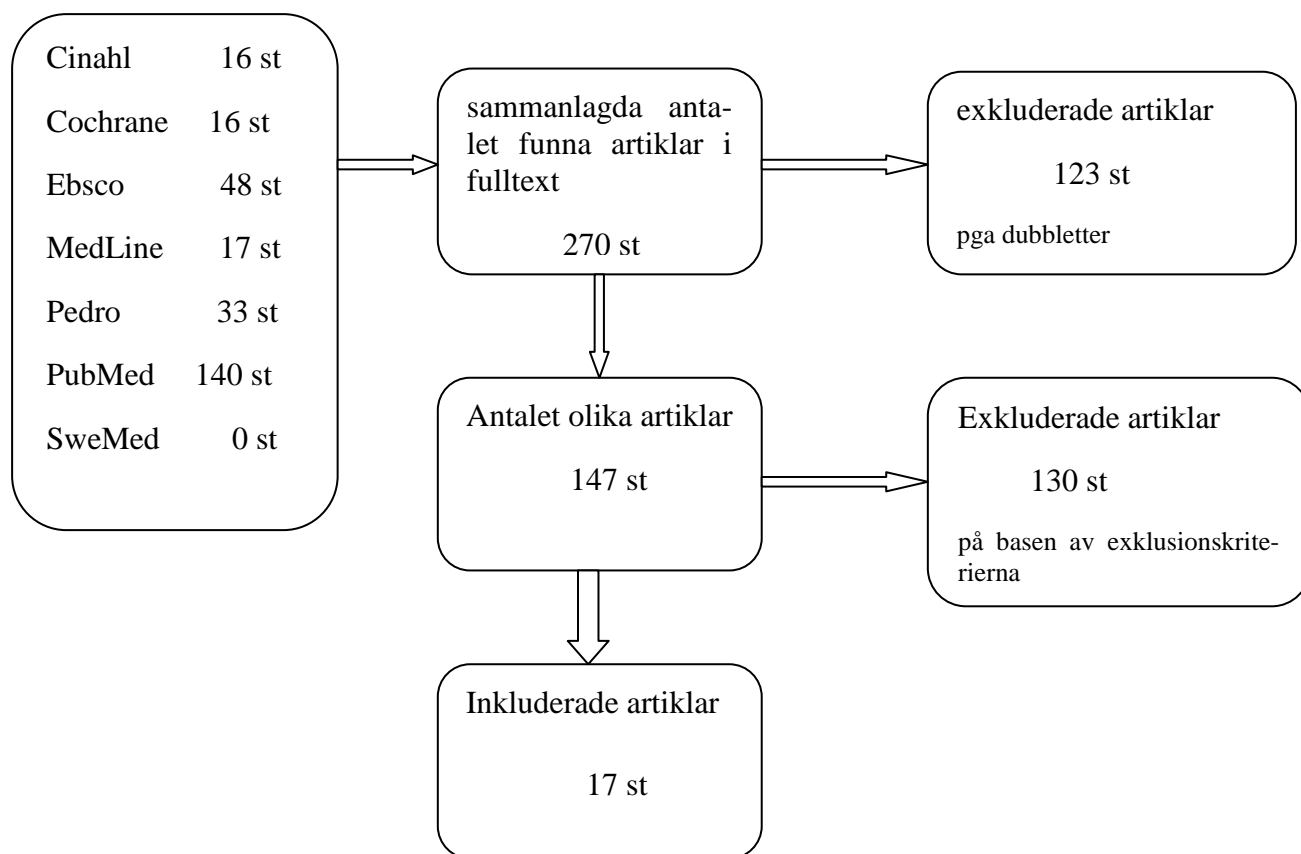 Cinahl 16 st
Cochrane 16 st
Ebsco 48 st
MedLine 17 st
Pedro 33 st
PubMed 140 st
SweMed 0 st
sammanlagda anta-
let funna artiklar i
fulltext
270 st
exkluderade artiklar
123 st
pga dubbletter
Antalet olika artiklar
147 st
Exkluderade artiklar
130 st
på basen av exklusionskrite-
rierna
Inkluderade artiklar
17 st